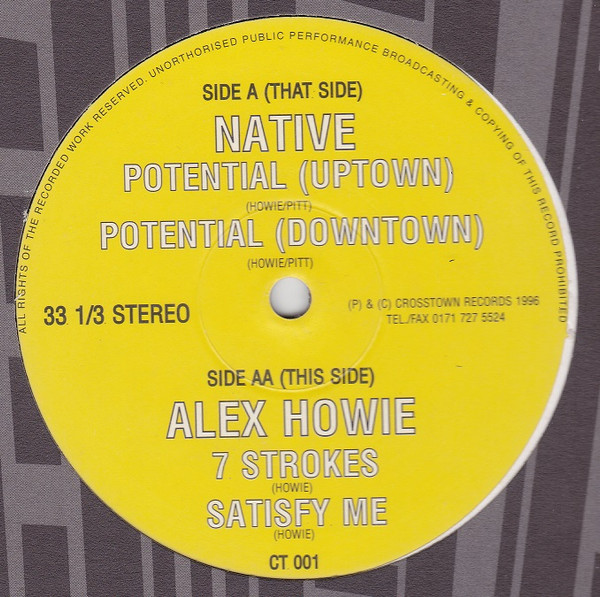 ALL RIGHTS OF THE RECORDED WORK RESERVED. UNORTHORISED PUBLIC PERFORMANCE BROADCASTING & COPYING OF THIS RECORD PROHIBITED
SIDE A (THAT SIDE)
NATIVE
POTENTIAL (UPTOWN)
(HOWIE/PITT)
POTENTIAL (DOWNTOWN)
(HOWIE/PITT)
33 1/3 STEREO
(P) & (C) CROSSTOWN RECORDS 1996
TEL./FAX 0171 727 5524
SIDE AA (THIS SIDE)
ALEX HOWIE
7 STROKES
(HOWIE)
SATISFY ME
(HOWIE)
CT 001